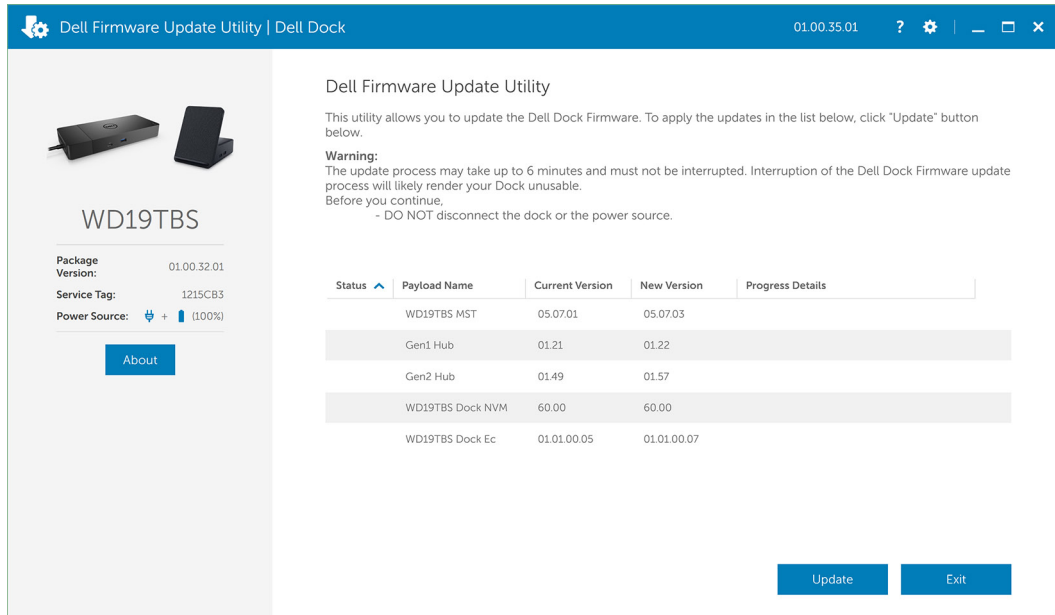 Dell Firmware Update Utility | Dell Dock 01.00.35.01 ?
WD19TBS
Package Version: 01.00.32.01
Service Tag: 1215CB3
Power Source: + (100%)
About
Dell Firmware Update Utility
This utility allows you to update the Dell Dock Firmware. To apply the updates in the list below, click "Update" button
below.
Warning:
The update process may take up to 6 minutes and must not be interrupted. Interruption of the Dell Dock Firmware update
process will likely render your Dock unusable.
Before you continue,
- DO NOT disconnect the dock or the power source.
Status Payload Name Current Version New Version Progress Details
WD19TBS MST 05.07.01 05.07.03
Gen1 Hub 01.21 01.22
Gen2 Hub 01.49 01.57
WD19TBS Dock NVM 60.00 60.00
WD19TBS Dock Ec 01.01.00.05 01.01.00.07
Update Exit